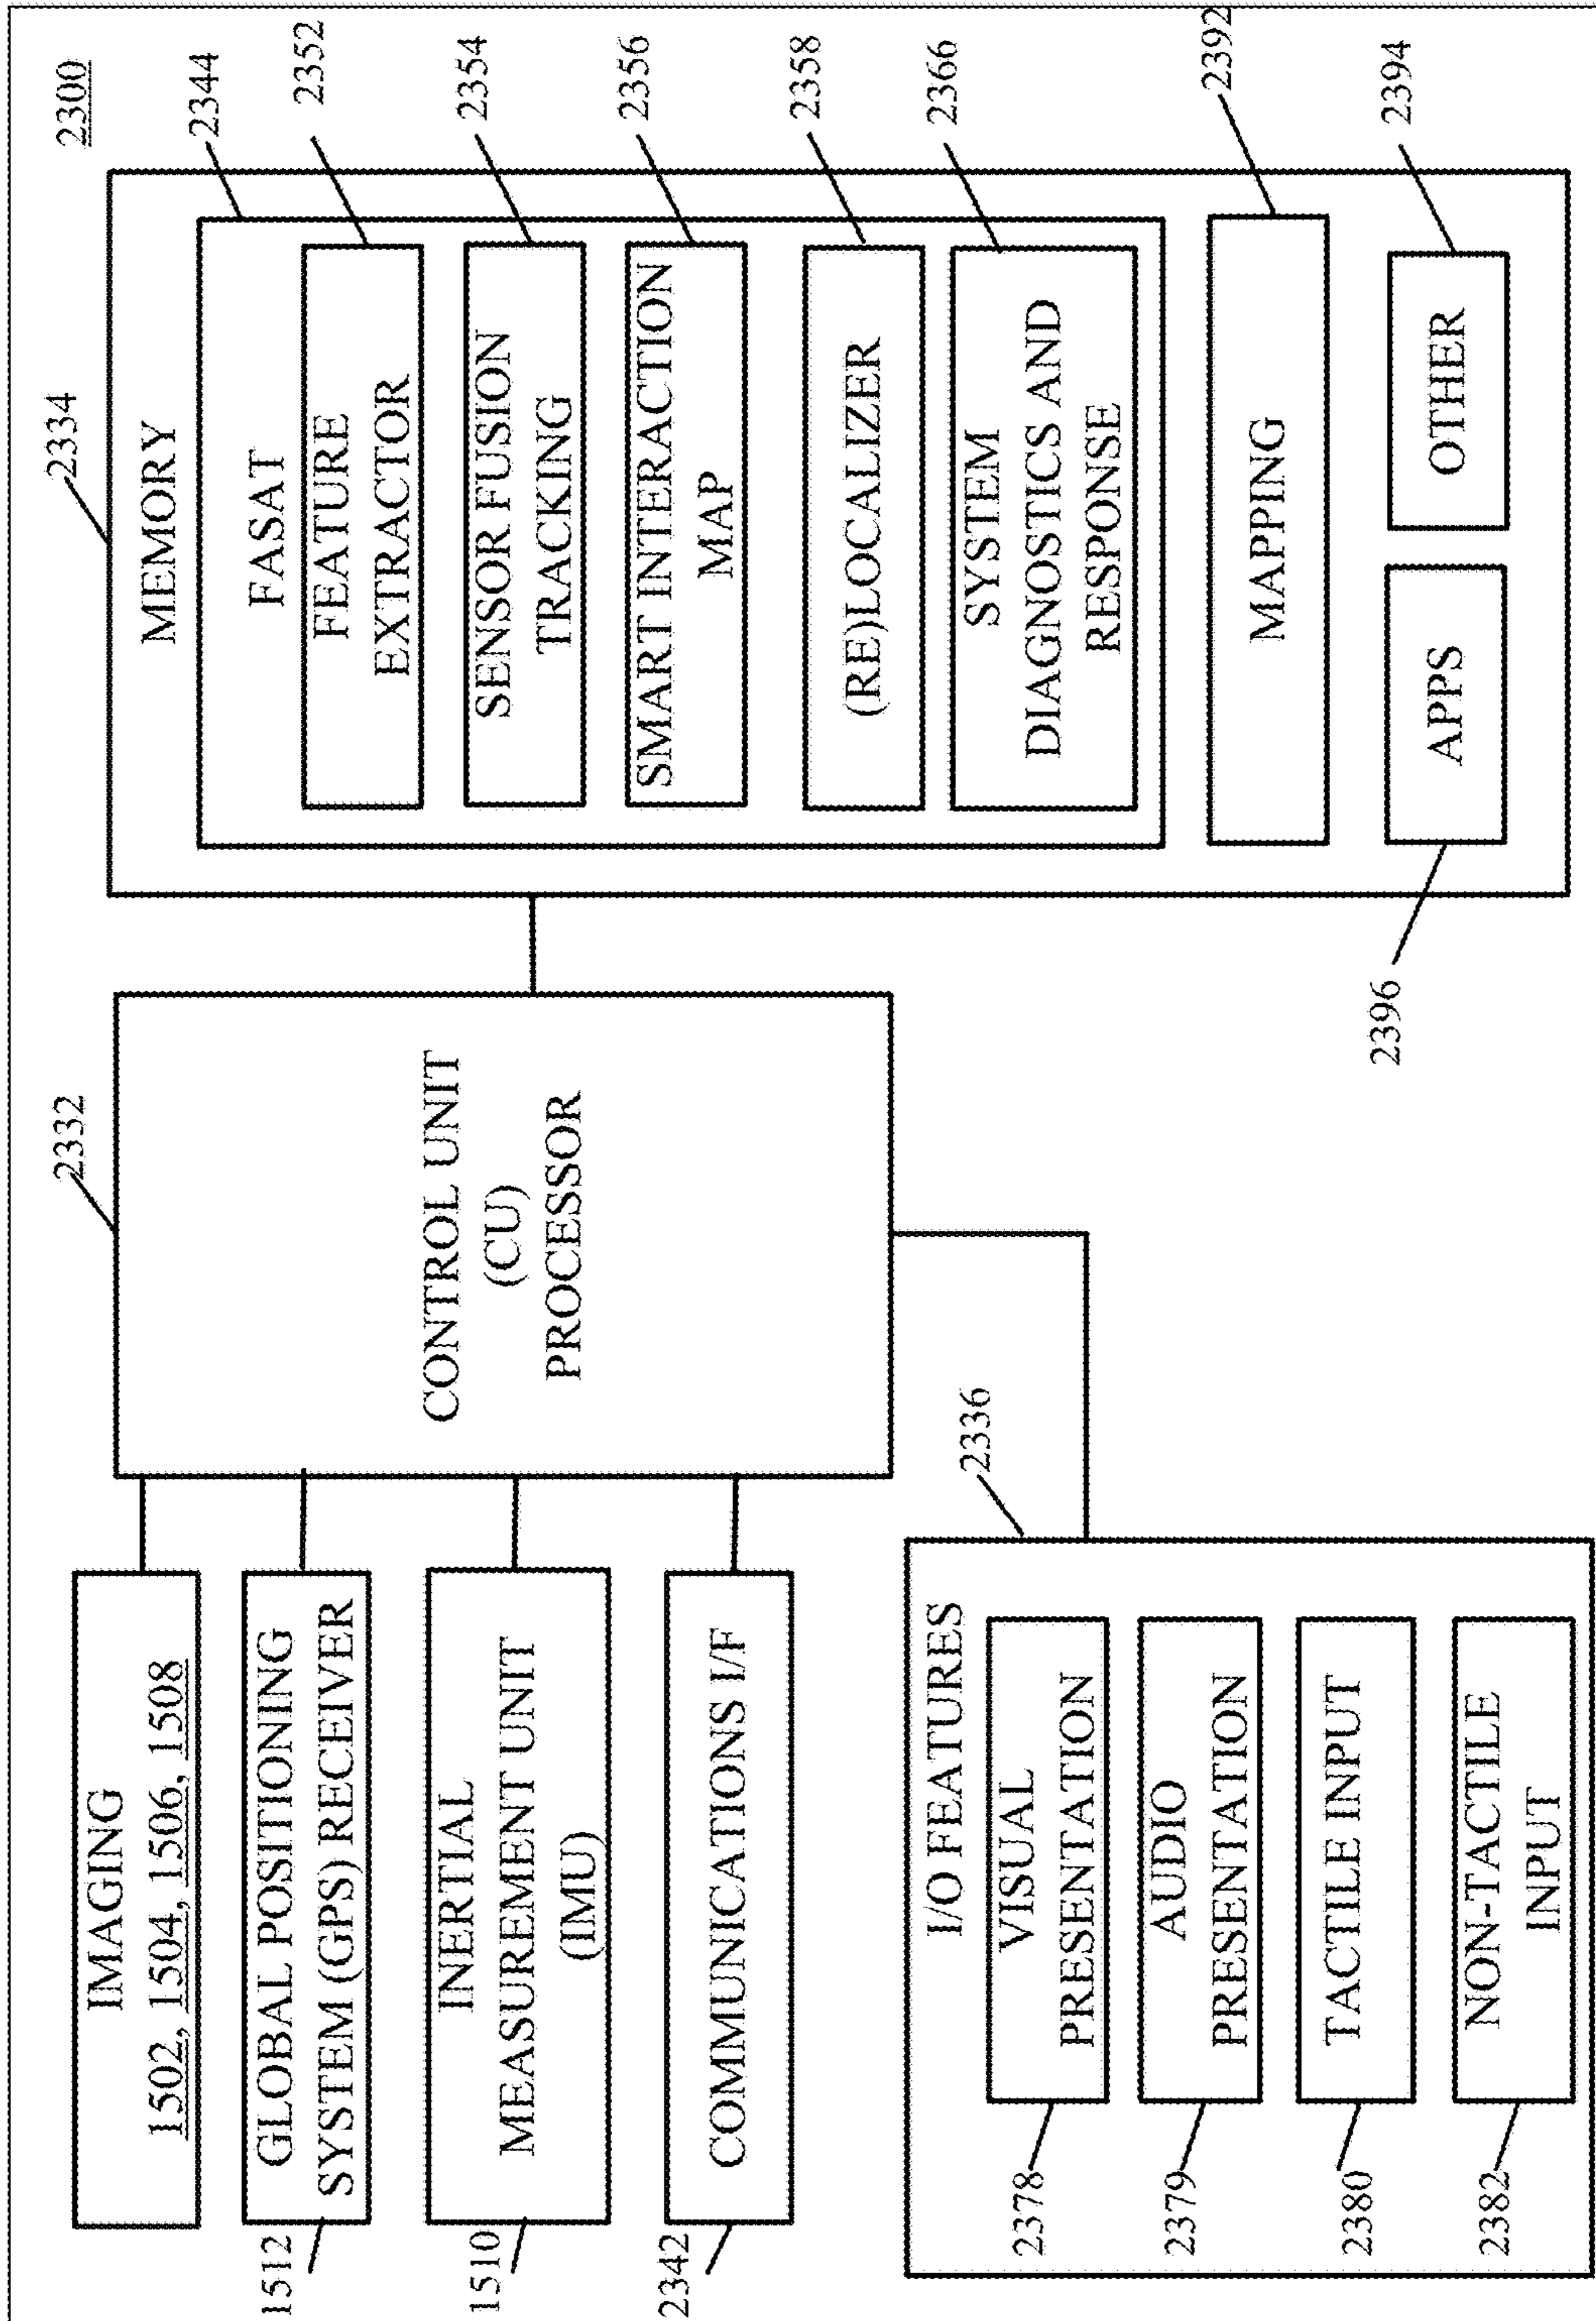 2300
IMAGING
1502, 1504, 1506, 1508
1512
GLOBAL POSITIONING
SYSTEM (GPS) RECEIVER
1510
INERTIAL
MEASUREMENT UNIT
(IMU)
2342
COMMUNICATIONS I/F
2332
CONTROL UNIT
(CU)
PROCESSOR
2336
I/O FEATURES
2378
VISUAL
PRESENTATION
2379
AUDIO
PRESENTATION
2380
TACTILE INPUT
2382
NON-TACTILE
INPUT
2334
MEMORY
2344
FASAT
FEATURE
EXTRACTOR
2352
SENSOR FUSION
TRACKING
2354
SMART INTERACTION
MAP
2356
(RE)LOCALIZER
2358
SYSTEM
DIAGNOSTICS AND
RESPONSE
2366
MAPPING
2392
2396
APPS
OTHER
2394